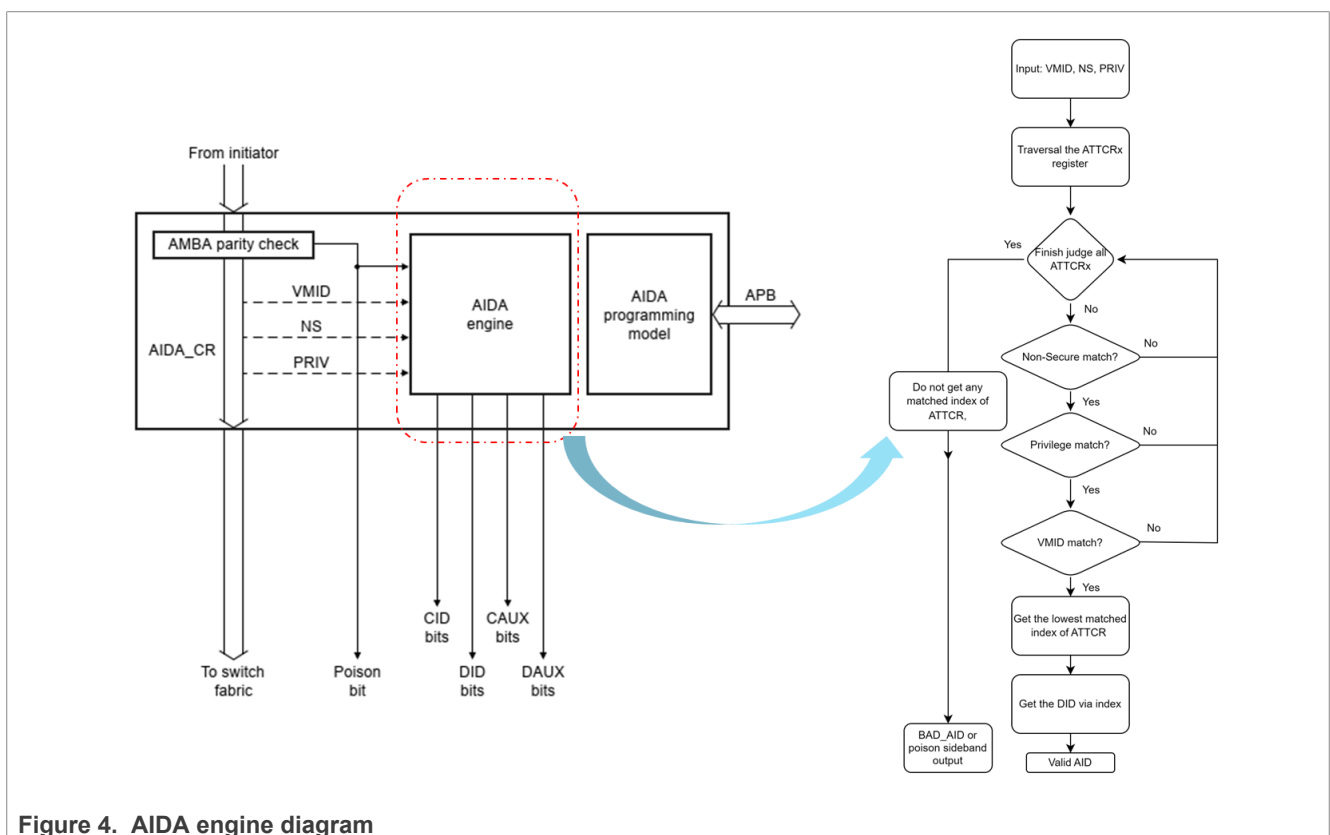 From initiator
AMBA parity check
VMID
NS
AIDA_CR
PRIV
AIDA
engine
AIDA
programming
model
APB
CID
bits
CAUX
bits
To switch
fabric
Poison
bit
DID
bits
DAUX
bits
Input: VMID, NS, PRIV
Traversal the ATTCRx
register
Yes
Finish judge all
ATTCRx
No
Non-Secure match?
No
Yes
Do not get any
matched index of
ATTCR,
Privilege match?
No
Yes
VMID match?
No
Yes
Get the lowest matched
index of ATTCR
Get the DID via index
BAD_AID or
poison sideband
output
Valid AID
Figure 4. AIDA engine diagram